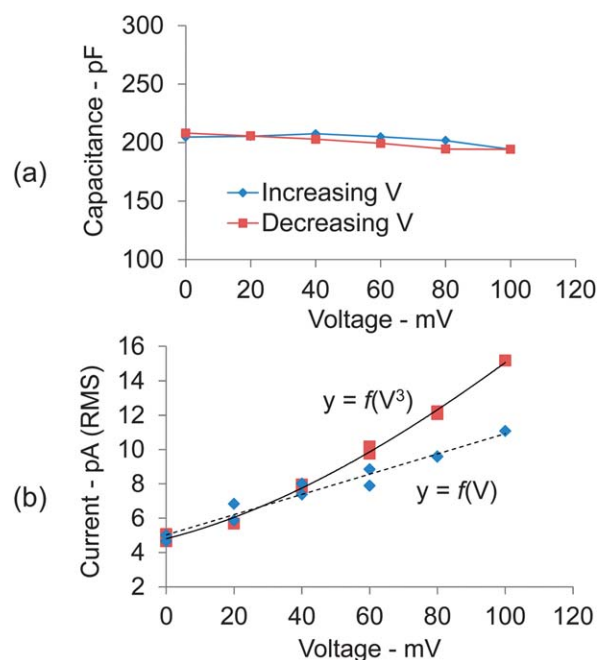 (a)
Capacitance - pF
300
250
200
150
100
Increasing V
Decreasing V
0 20 40 60 80 100 120
Voltage - mV
(b)
Current - pA (RMS)
16
14
12
10
8
6
4
2
y = f(V³)
y = f(V)
0 20 40 60 80 100 120
Voltage - mV